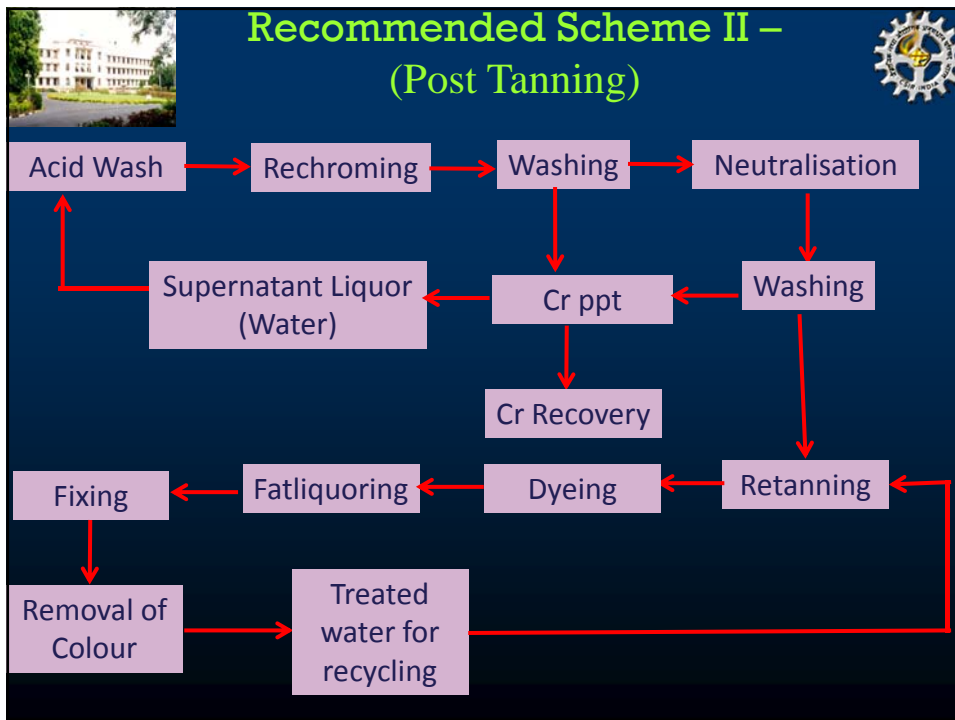 Recommended Scheme II –
(Post Tanning)
Acid Wash
Rechroming
Washing
Neutralisation
Supernatant Liquor
(Water)
Cr ppt
Washing
Cr Recovery
Fixing
Fatliquoring
Dyeing
Retanning
Removal of
Colour
Treated
water for
recycling